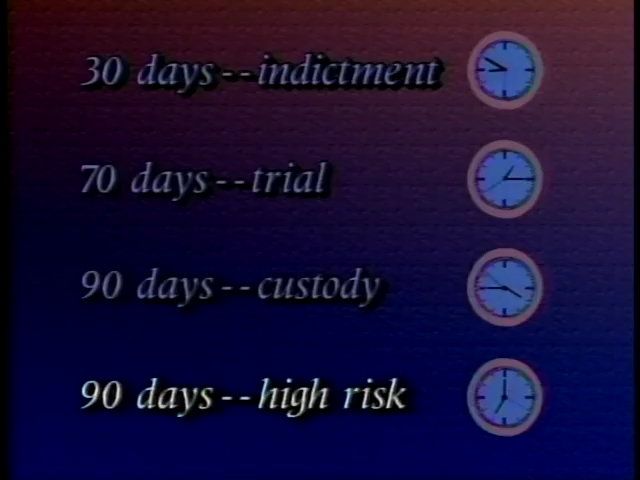 30 days--indictment
70 days--trial
90 days--custody
90 days--high risk